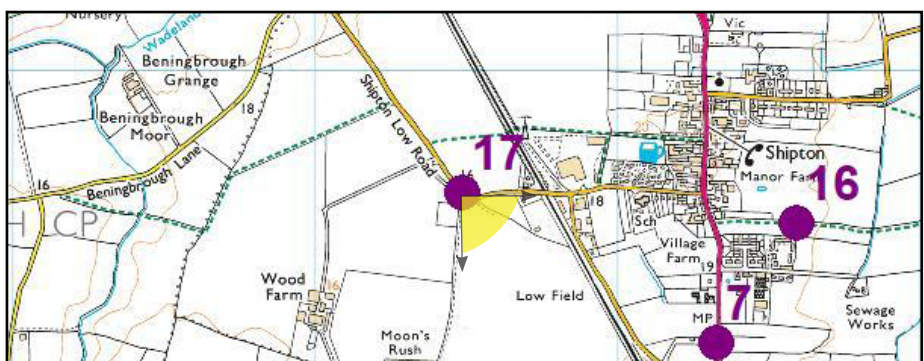 Nursery
Wadeland
Beningbrough
Grange
18
Beningbrough
Moor
Beningbrough Lane
16
H CP
Shipton Low Road
17
16
Vic
Shipton
Manor Farm
16
18
Sch
Village
Farm
19
7
MP
Sewage
Works
Wood
Farm
16
Low Field
Moon's
Rush